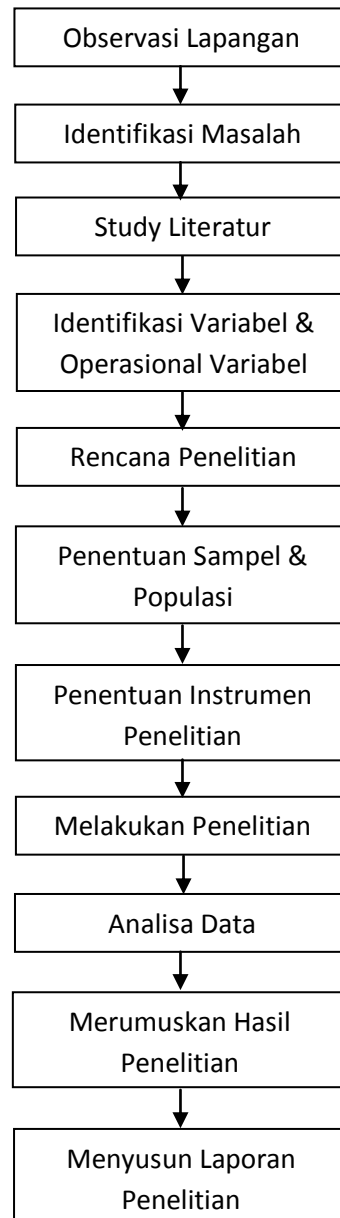 Observasi Lapangan
Identifikasi Masalah
Study Literatur
Identifikasi Variabel &
Operasional Variabel
Rencana Penelitian
Penentuan Sampel &
Populasi
Penentuan Instrumen
Penelitian
Melakukan Penelitian
Analisa Data
Merumuskan Hasil
Penelitian
Menyusun Laporan
Penelitian